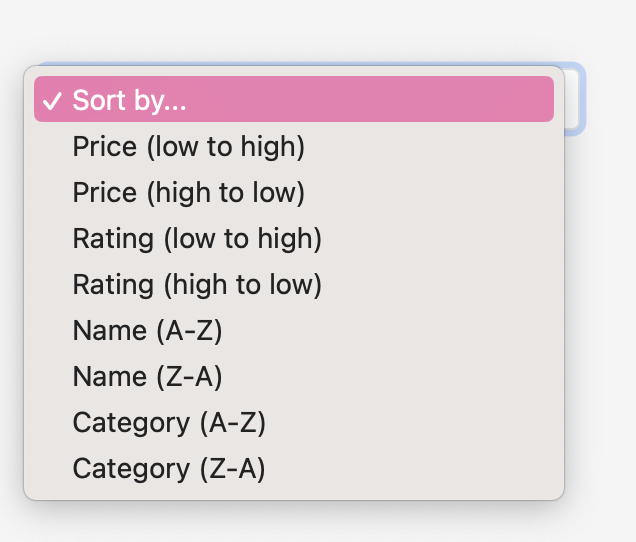 Sort by...
Price (low to high)
Price (high to low)
Rating (low to high)
Rating (high to low)
Name (A-Z)
Name (Z-A)
Category (A-Z)
Category (Z-A)